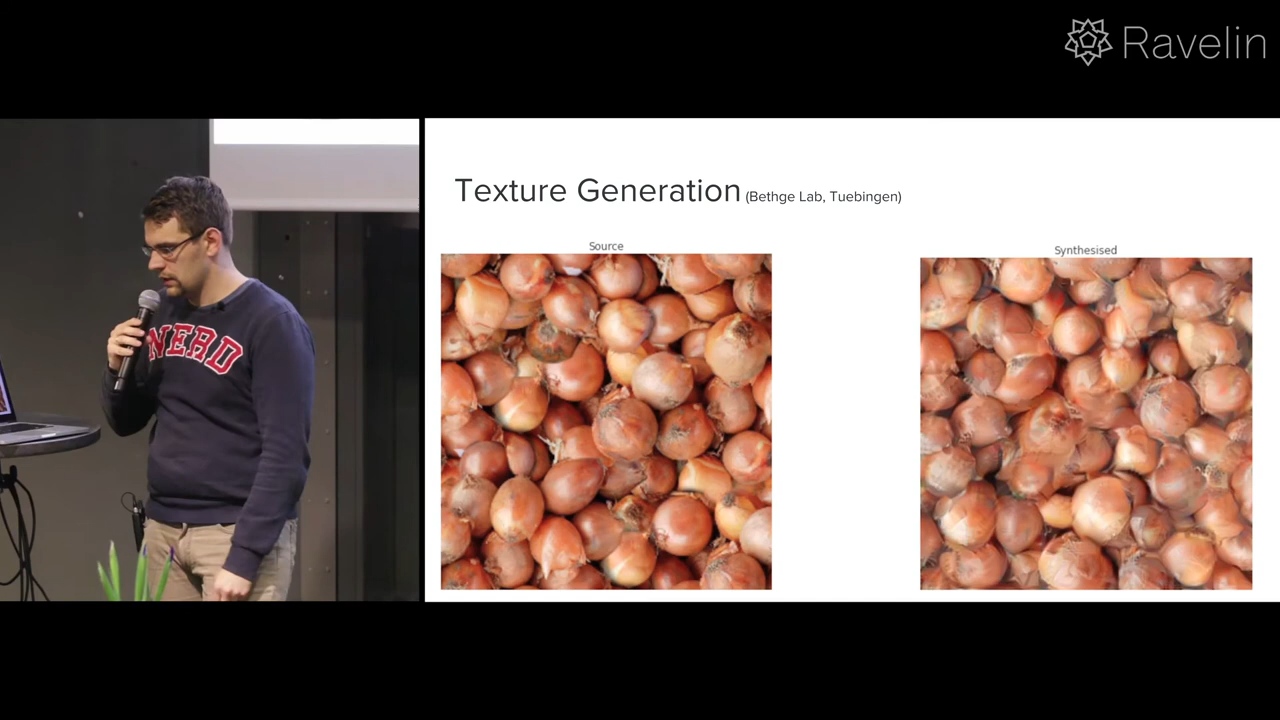 Ravelin
Texture Generation (Bethge Lab, Tuebingen)
Source
Synthesised
NERD